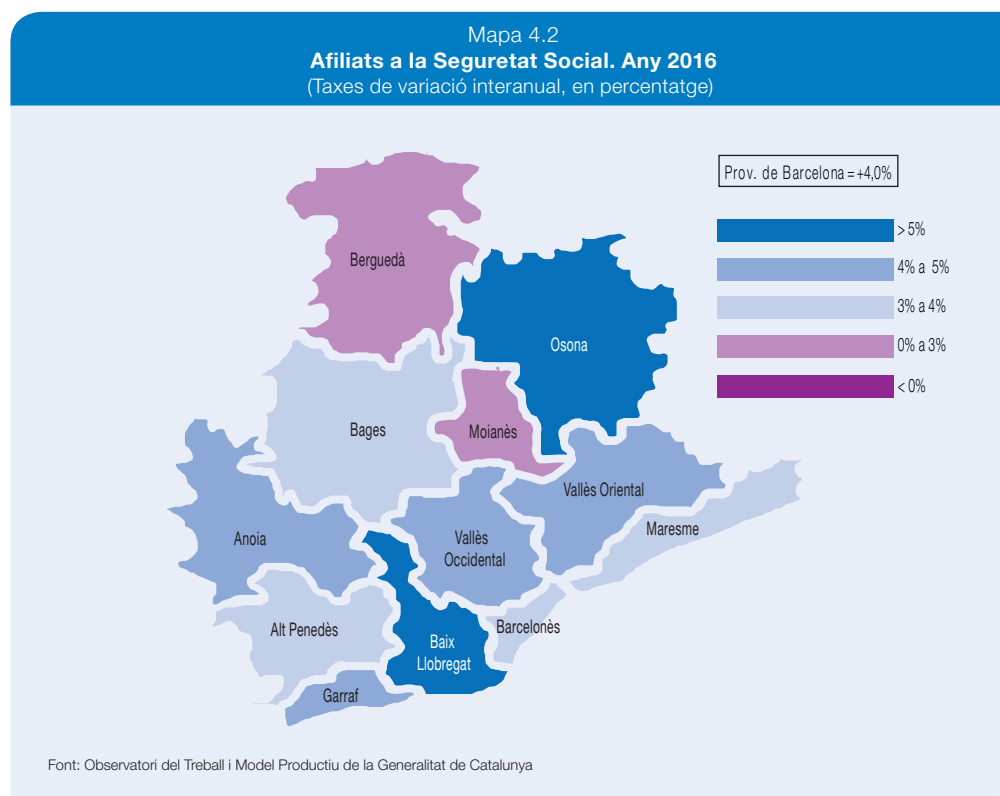 Mapa 4.2
Afiliats a la Seguretat Social. Any 2016
(Taxes de variació interanual, en percentatge)
Prov. de Barcelona = +4,0%
> 5%
4% a 5%
3% a 4%
0% a 3%
< 0%
Berguedà
Osona
Bages
Moianès
Vallès Oriental
Maresme
Anoia
Vallès
Occidental
Alt Penedès
Barcelonès
Baix
Llobregat
Garraf
Font: Observatori del Treball i Model Productiu de la Generalitat de Catalunya